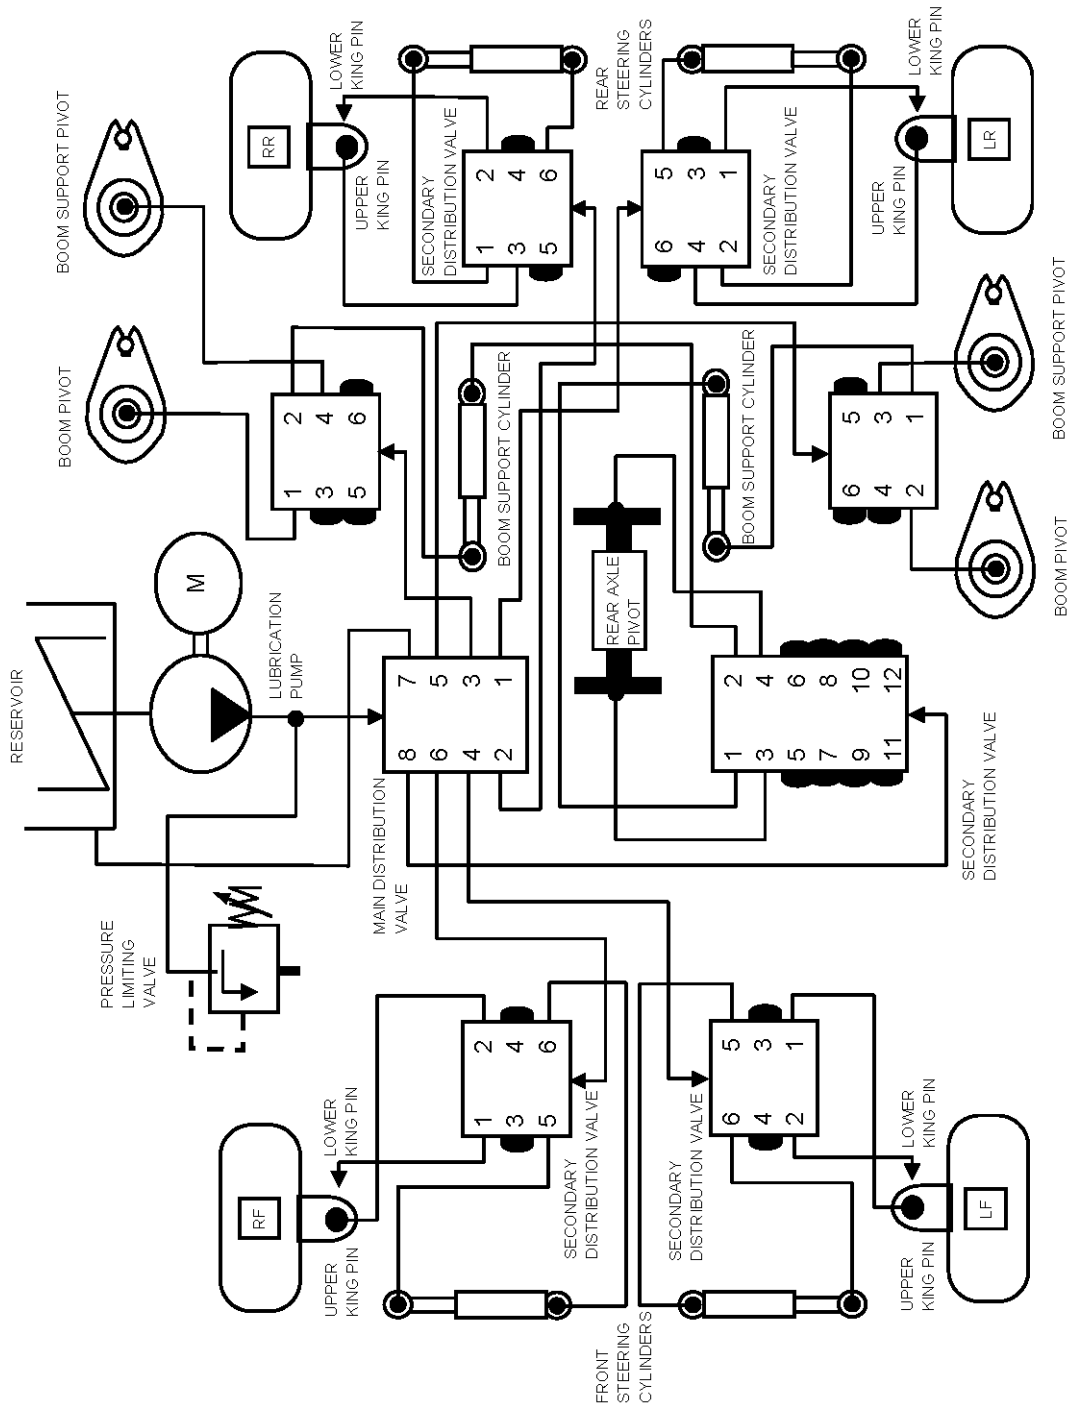 RESERVOIR
BOOM PIVOT
BOOM SUPPORT PIVOT
PRESSURE
LIMITING
VALVE
M
LUBRICATION
PUMP
RF
UPPER
KING PIN
LOWER
KING PIN
RR
UPPER
KING PIN
LOWER
KING PIN
1 2
3 4
5 6
MAIN DISTRIBUTION
VALVE
8 7
6 5
4 3
2 1
SECONDARY
DISTRIBUTION VALVE
1 2
3 4
5 6
1 2
3 4
5 6
SECONDARY
DISTRIBUTION VALVE
BOOM SUPPORT CYLINDER
FRONT
STEERING
CYLINDERS
REAR AXLE
PIVOT
REAR
STEERING
CYLINDERS
SECONDARY
DISTRIBUTION VALVE
6 5
4 3
2 1
1 2
3 4
5 6
7 8
9 10
11 12
BOOM SUPPORT CYLINDER
6 5
4 3
2 1
SECONDARY
DISTRIBUTION VALVE
6 5
4 3
2 1
UPPER
KING PIN
LOWER
KING PIN
LF
SECONDARY
DISTRIBUTION VALVE
UPPER
KING PIN
LOWER
KING PIN
LR
BOOM PIVOT
BOOM SUPPORT PIVOT